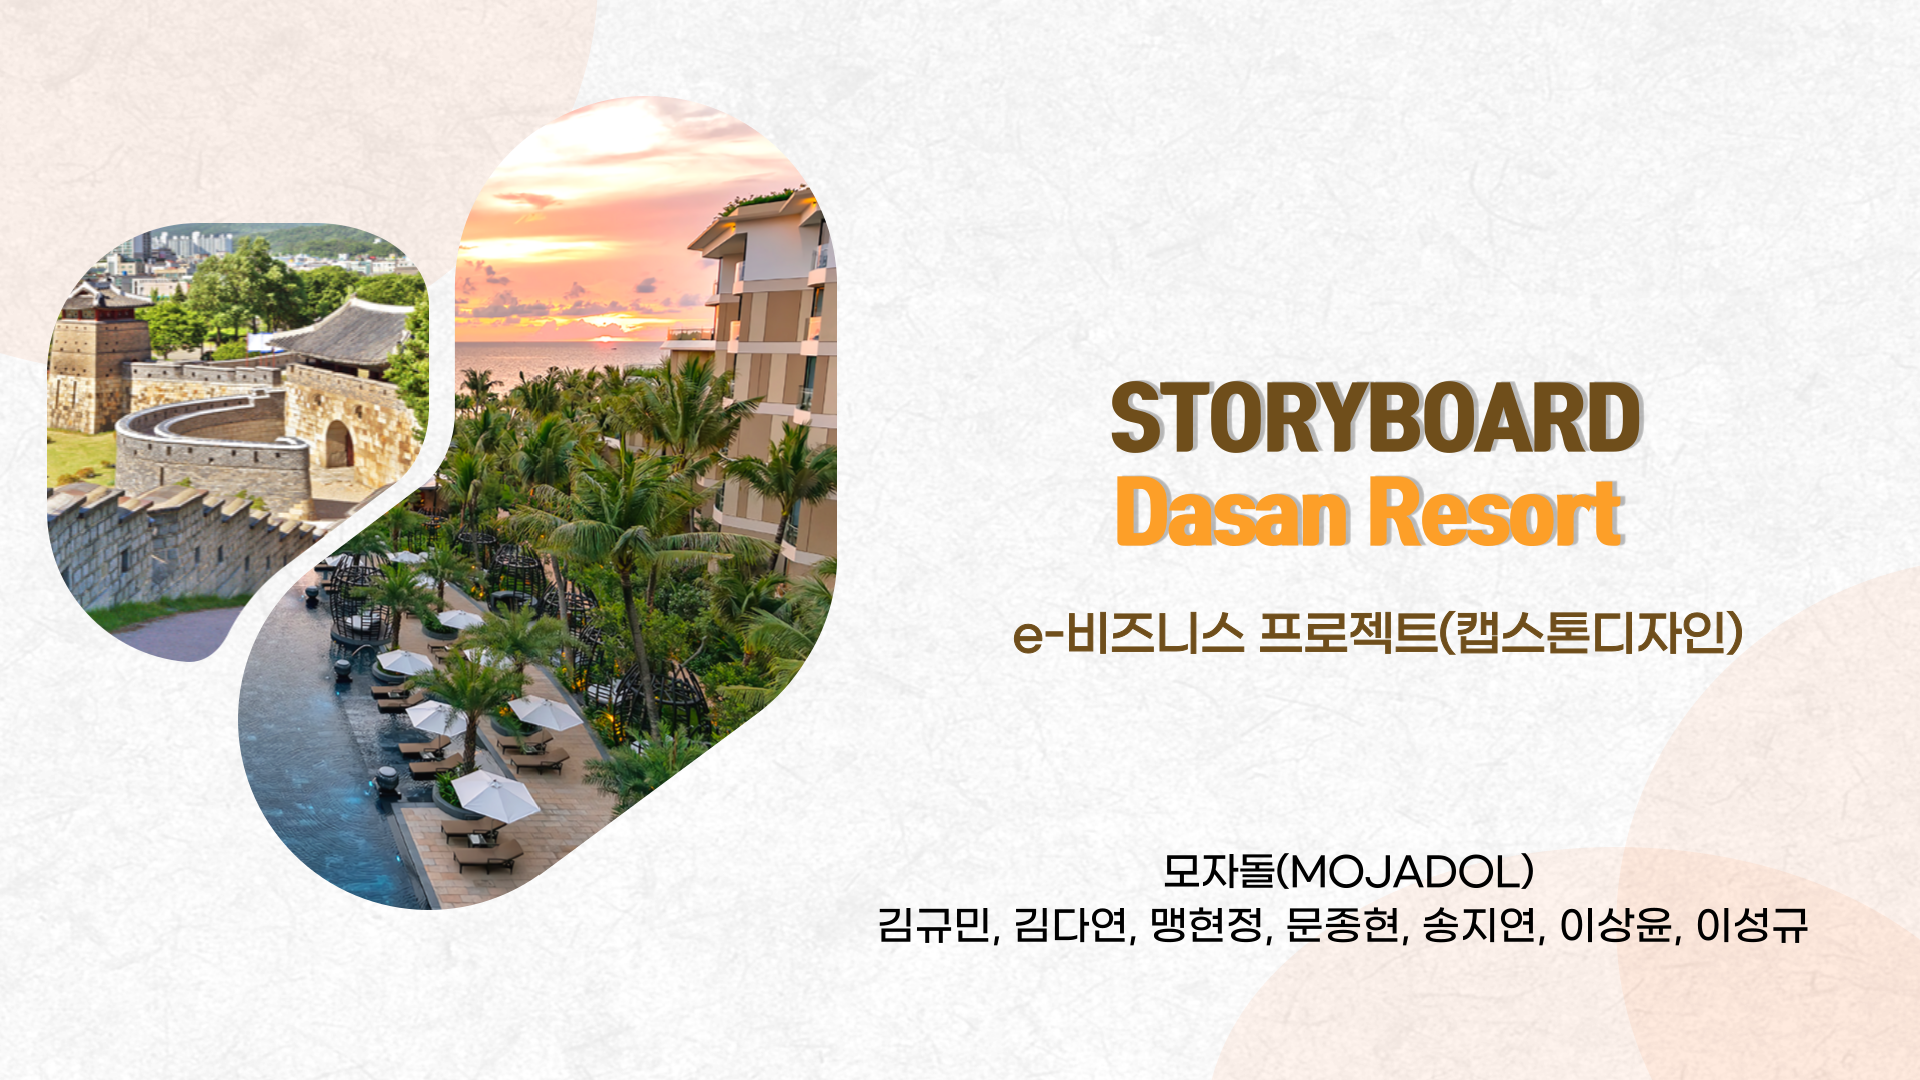 STORYBOARD
Dasan Resort
e-비즈니스 프로젝트(캡스톤디자인)
모자돌(MOJADOL)
김규민, 김다연, 맹현정, 문종현, 송지연, 이상윤, 이성규